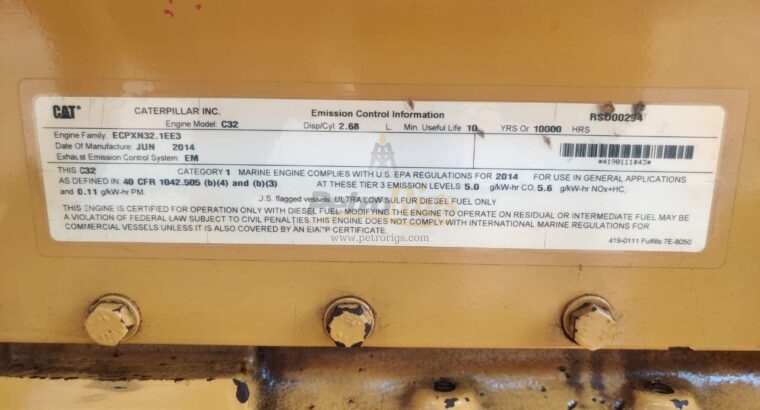 CAT CATERPILLAR INC. Emission Control Information RSD00294
Engine Model: C32 Disp/Cyl: 2.68 L. Min. Useful Life 10 YRS Or 10000 HRS
Engine Family: ECPXN32.1EE3
Date Of Manufacture: JUN 2014
Exhaust Emission Control System: EM
*4190111#43*
THIS C32 CATEGORY 1 MARINE ENGINE COMPLIES WITH U.S. EPA REGULATIONS FOR 2014 FOR USE IN GENERAL APPLICATIONS
AS DEFINED IN: 40 CFR 1042.505 (b)(4) and (b)(3) AT THESE TIER 3 EMISSION LEVELS 5.0 g/kW-hr CO, 5.6 g/kW-hr NOx+HC,
and 0.11 g/kW-hr PM.
U.S. flagged vessels: ULTRA LOW SULFUR DIESEL FUEL ONLY
THIS ENGINE IS CERTIFIED FOR OPERATION ONLY WITH DIESEL FUEL MODIFYING THE ENGINE TO OPERATE ON RESIDUAL OR INTERMEDIATE FUEL MAY BE
A VIOLATION OF FEDERAL LAW SUBJECT TO CIVIL PENALTIES THIS ENGINE DOES NOT COMPLY WITH INTERNATIONAL MARINE REGULATIONS FOR
COMMERCIAL VESSELS UNLESS IT IS ALSO COVERED BY AN EIAPP CERTIFICATE.
www.petrorigs.com
419-0111 Fulfills 7E-8050